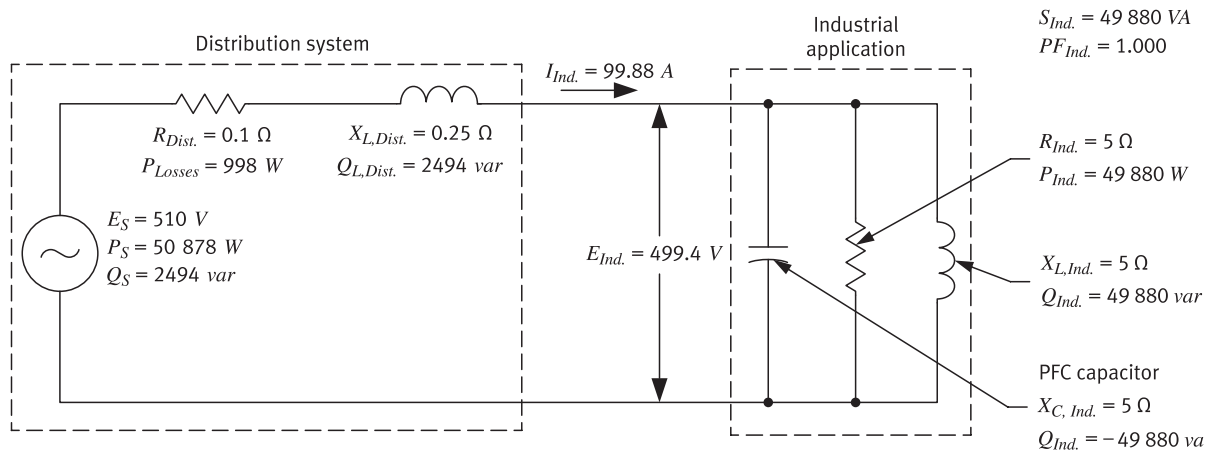 Distribution system
R_Dist. = 0.1 Ω
P_Losses = 998 W
X_L,Dist. = 0.25 Ω
Q_L,Dist. = 2494 var
E_S = 510 V
P_S = 50 878 W
Q_S = 2494 var
I_Ind. = 99.88 A
E_Ind. = 499.4 V
Industrial
application
S_Ind. = 49 880 VA
PF_Ind. = 1.000
R_Ind. = 5 Ω
P_Ind. = 49 880 W
X_L,Ind. = 5 Ω
Q_Ind. = 49 880 var
PFC capacitor
X_C, Ind. = 5 Ω
Q_Ind. = −49 880 va